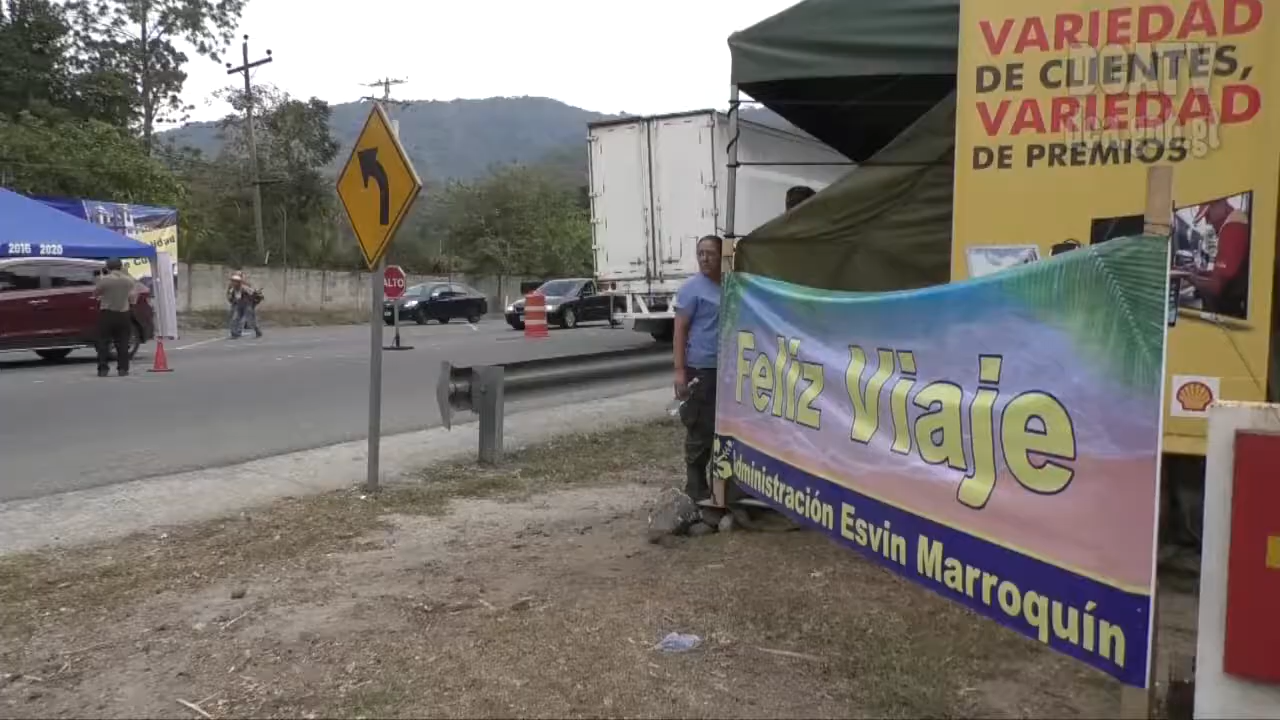 VARIEDAD
DE CLIENTES,
VARIEDAD
DE PREMIOS
2016 2020
ALTO
Feliz Viaje
Administración Esvin Marroquín